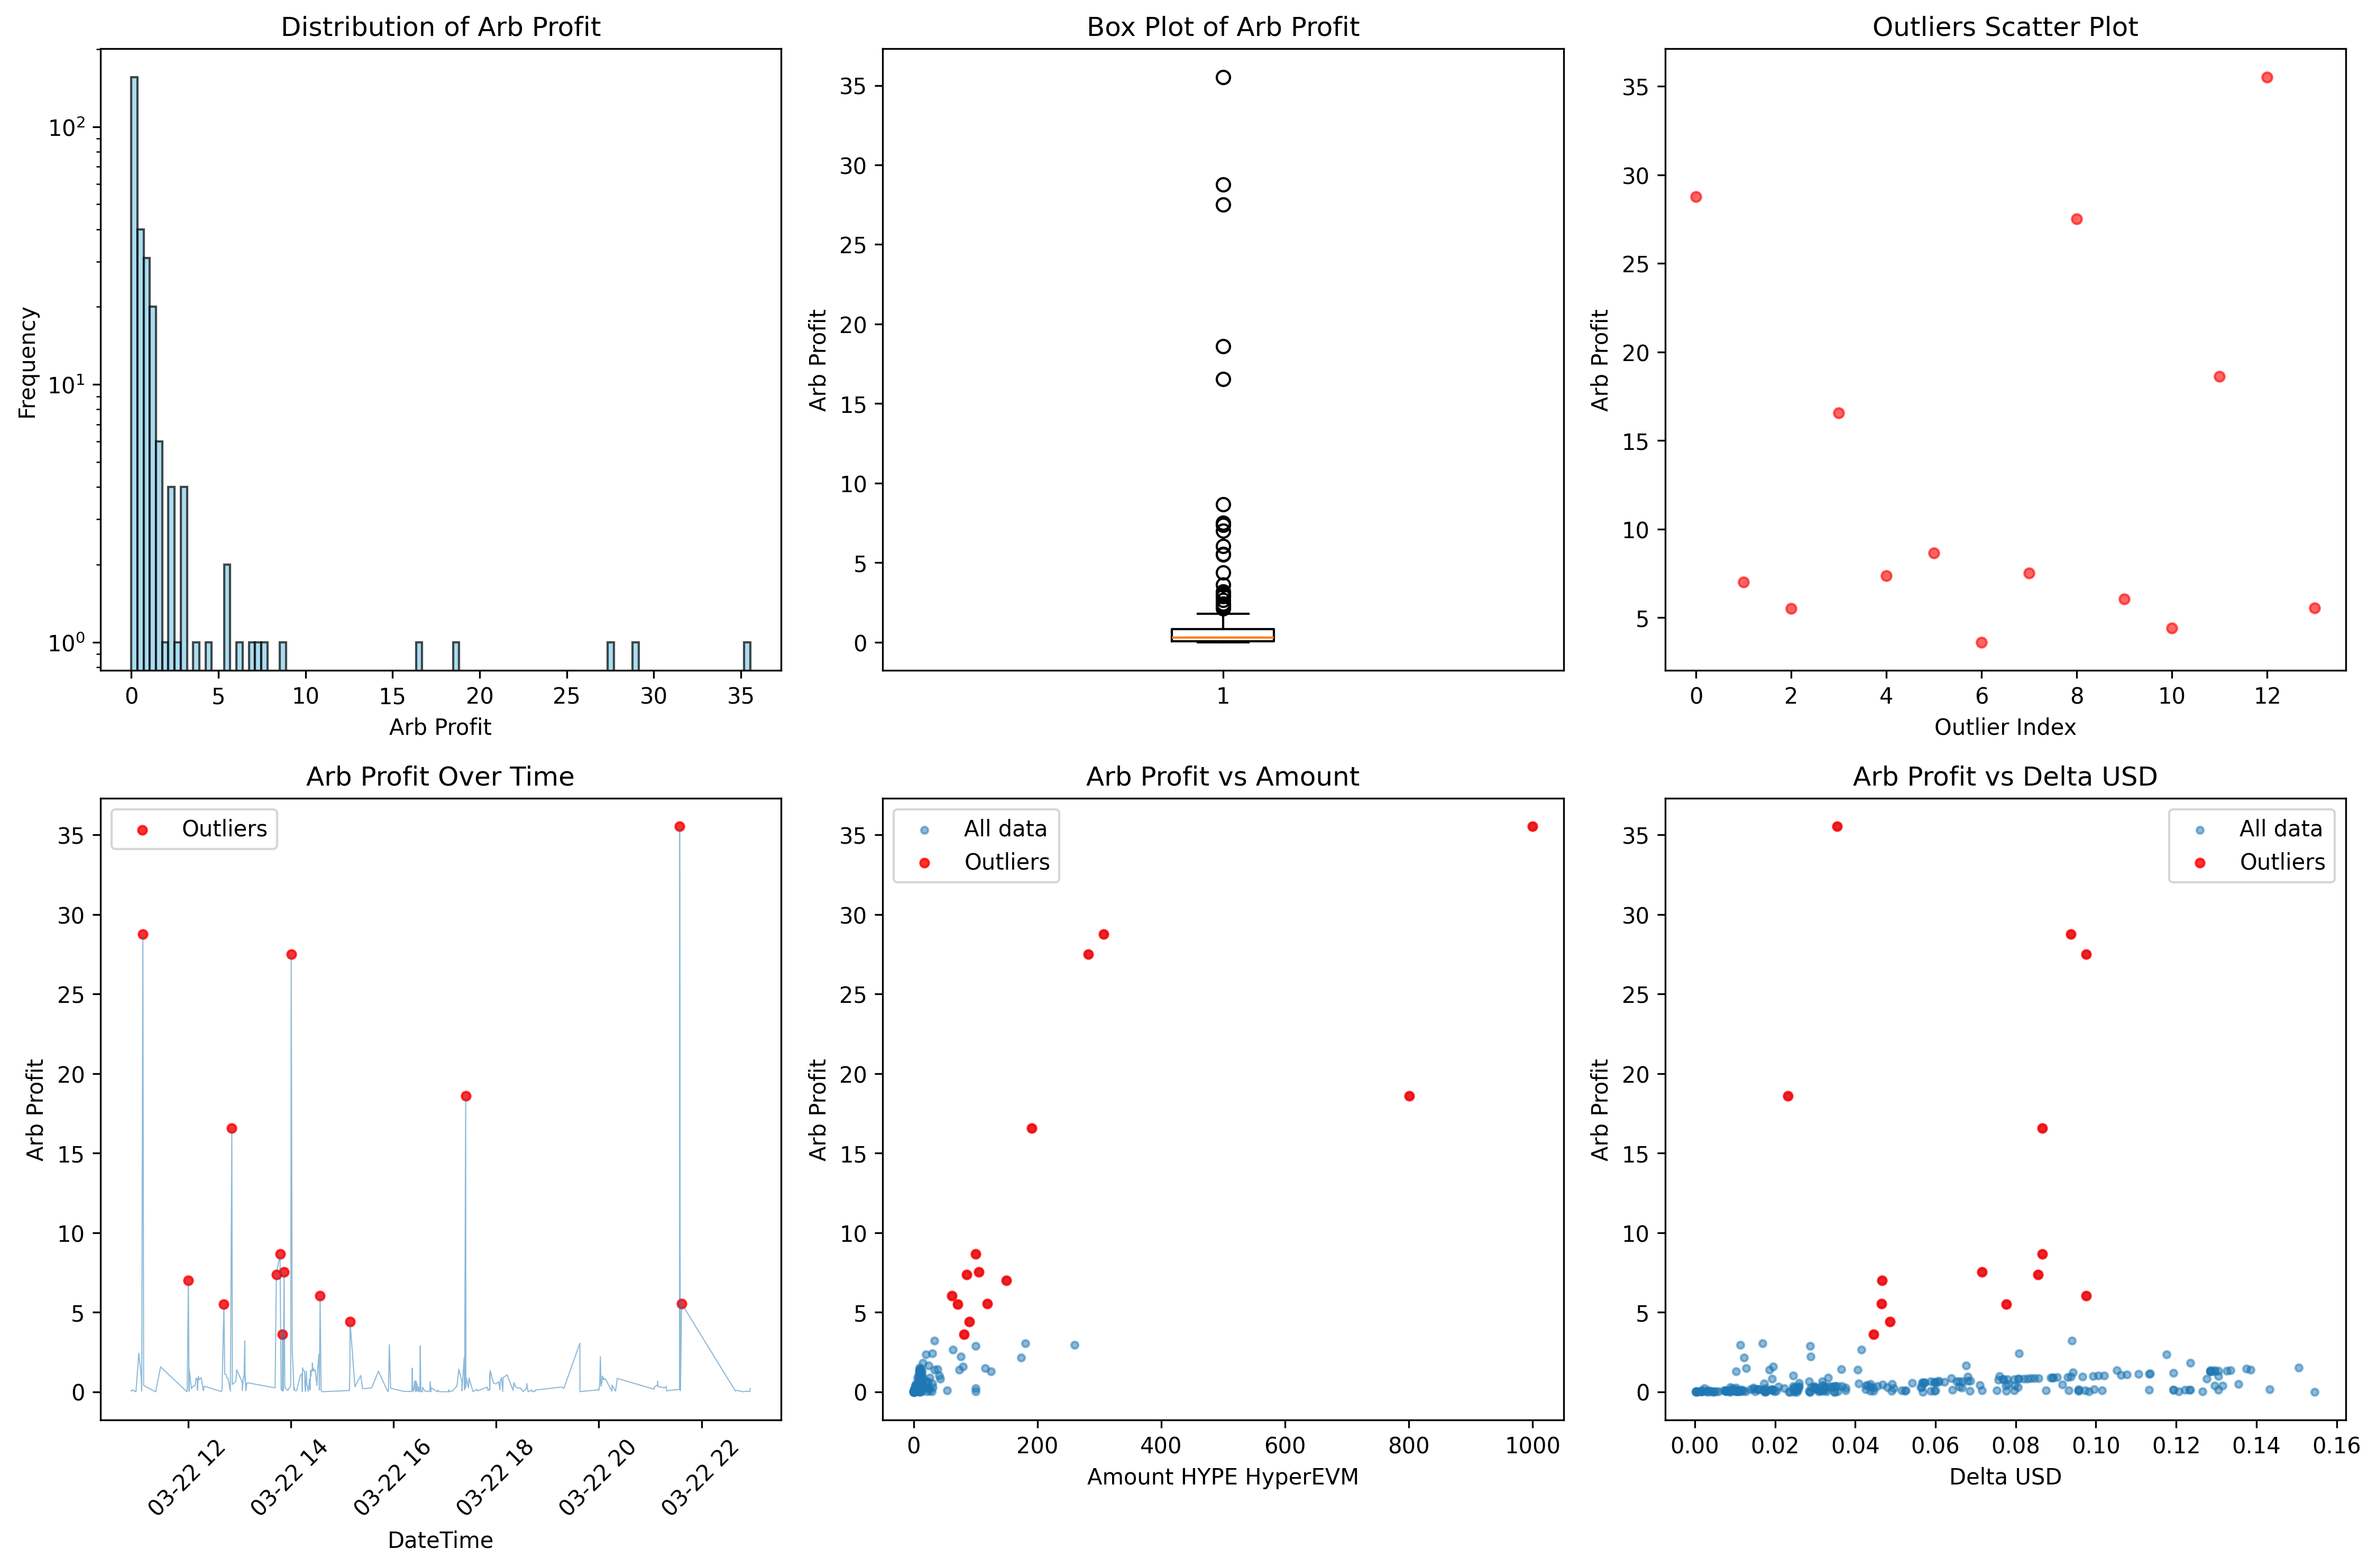 Distribution of Arb Profit
10²
10¹
10⁰
Frequency
0 5 10 15 20 25 30 35
Arb Profit
Box Plot of Arb Profit
35
30
25
20
15
10
5
0
Arb Profit
1
Outliers Scatter Plot
35
30
25
20
15
10
5
Arb Profit
0 2 4 6 8 10 12
Outlier Index
Arb Profit Over Time
Outliers
35
30
25
20
15
10
5
0
Arb Profit
03-22 12 03-22 14 03-22 16 03-22 18 03-22 20 03-22 22
DateTime
Arb Profit vs Amount
All data
Outliers
35
30
25
20
15
10
5
0
Arb Profit
0 200 400 600 800 1000
Amount HYPE HyperEVM
Arb Profit vs Delta USD
All data
Outliers
35
30
25
20
15
10
5
0
Arb Profit
0.00 0.02 0.04 0.06 0.08 0.10 0.12 0.14 0.16
Delta USD